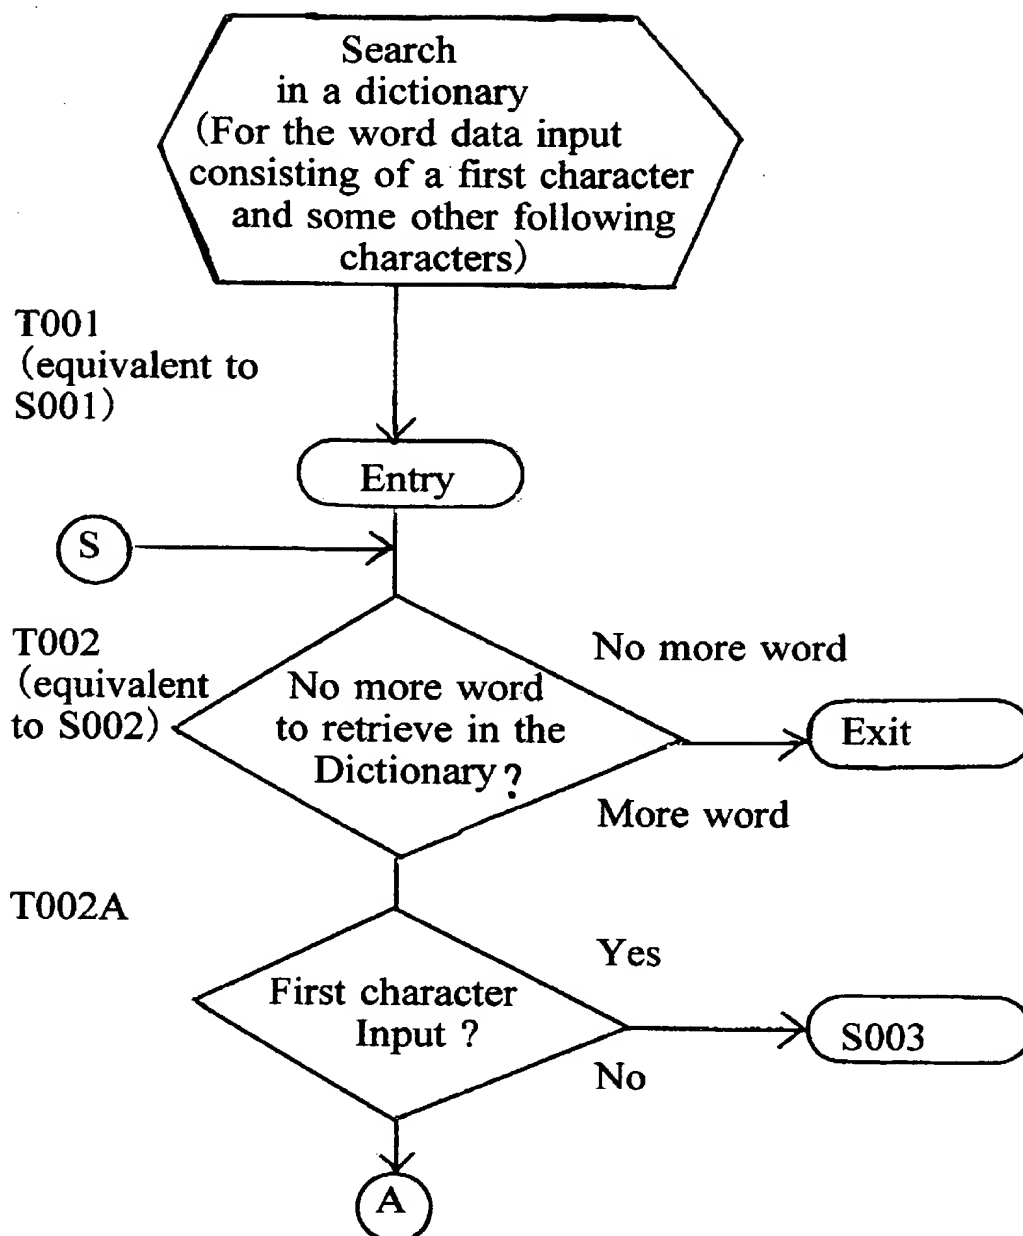 Search
in a dictionary
(For the word data input
consisting of a first character
and some other following
characters)
T001
(equivalent to
S001)
Entry
S
T002
(equivalent
to S002)
No more word
to retrieve in the
Dictionary?
No more word
Exit
More word
T002A
First character
Input ?
Yes
S003
No
A